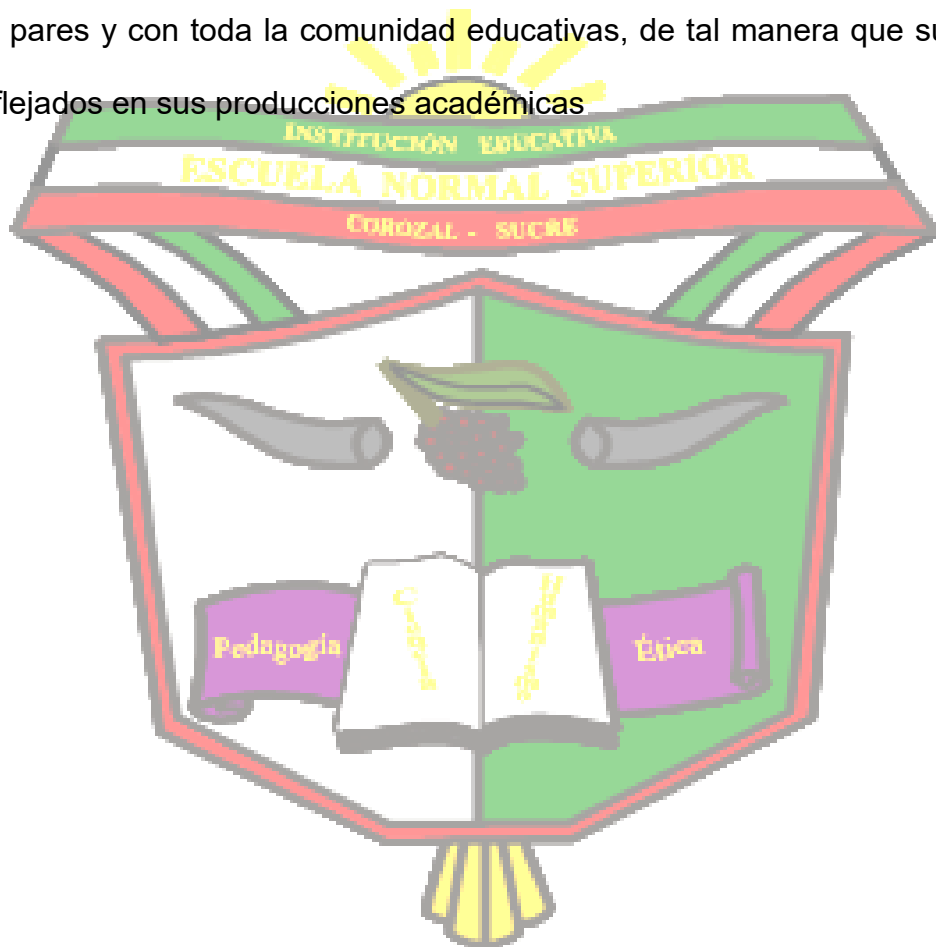 pares y con toda la comunidad educativas, de tal manera que su
flejados en sus producciones académicas
INSTITUCIÓN EDUCATIVA
ESCUELA NORMAL SUPERIOR
COROZAL - SUCRE
Pedagogía
Ética